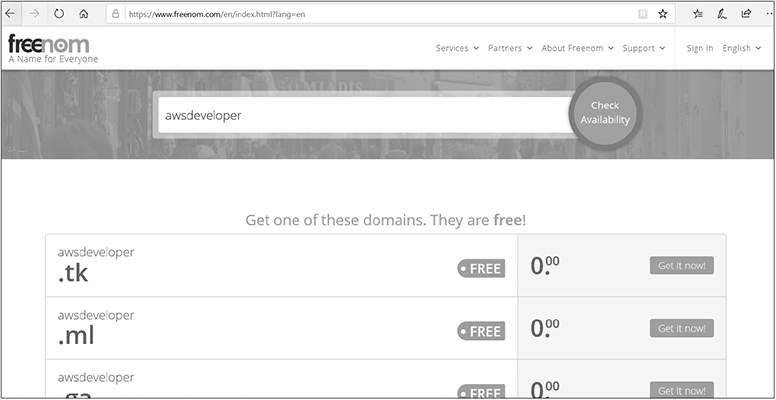 https://www.freenom.com/en/index.html?lang=en
freenom
A Name for Everyone
Services Partners About Freenom Support Sign in English
awsdeveloper
Check
Availability
Get one of these domains. They are free!
awsdeveloper
.tk
FREE
0.00
Get it now!
awsdeveloper
.ml
FREE
0.00
Get it now!
awsdeveloper
.ga
FREE
0.00
Get it now!